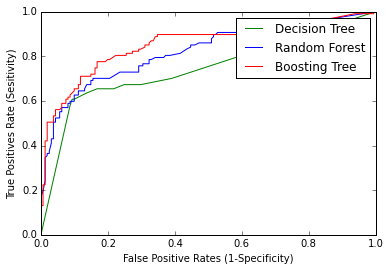 1.0
0.8
0.6
0.4
0.2
0.0
True Positives Rate (Sesitivity)
Decision Tree
Random Forest
Boosting Tree
0.0 0.2 0.4 0.6 0.8 1.0
False Positive Rates (1-Specificity)